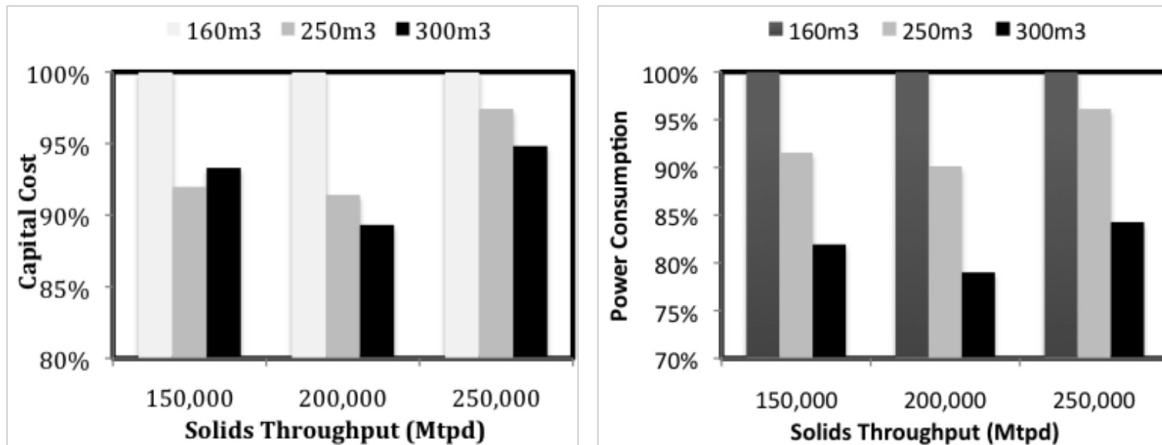 160m3 250m3 300m3
Capital Cost
100%
95%
90%
85%
80%
150,000 200,000 250,000
Solids Throughput (Mtpd)
160m3 250m3 300m3
Power Consumption
100%
95%
90%
85%
80%
75%
70%
150,000 200,000 250,000
Solids Throughput (Mtpd)